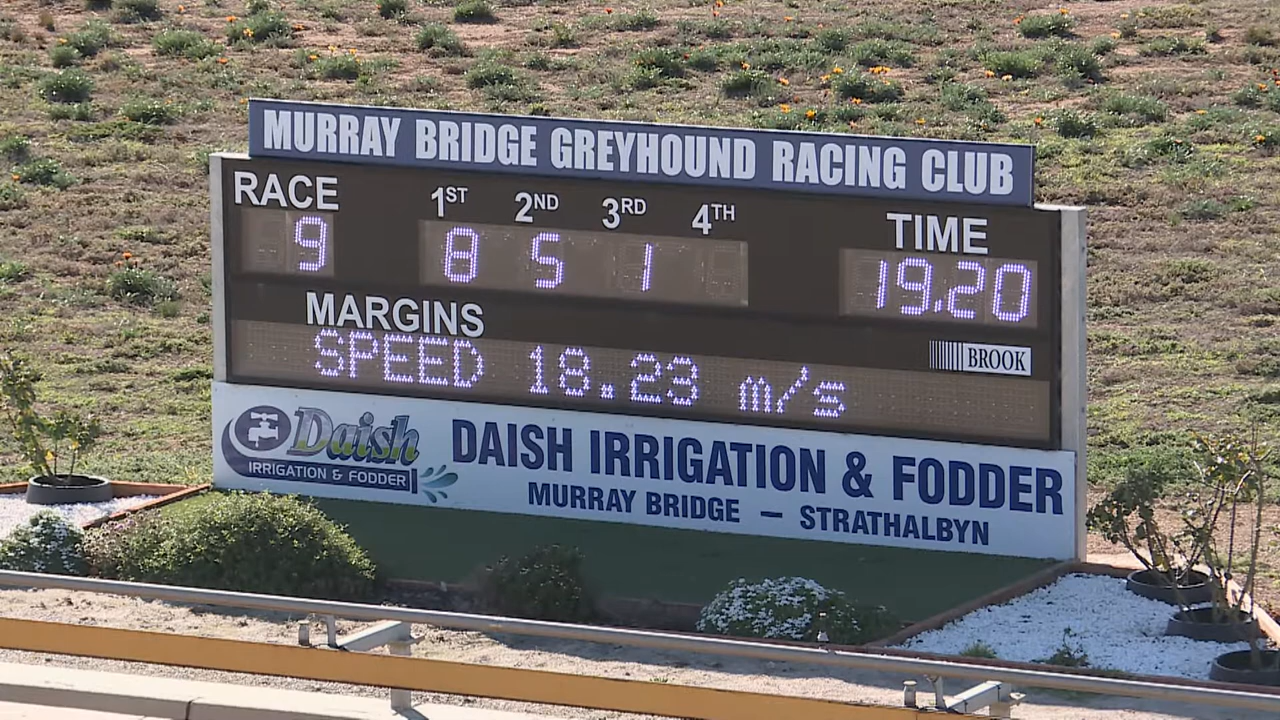 MURRAY BRIDGE GREYHOUND RACING CLUB
RACE 1ST 2ND 3RD 4TH TIME
9 8 5 1 19.20
MARGINS
BROOK
SPEED 18.23 m/s
Daish
IRRIGATION & FODDER
DAISH IRRIGATION & FODDER
MURRAY BRIDGE – STRATHALBYN